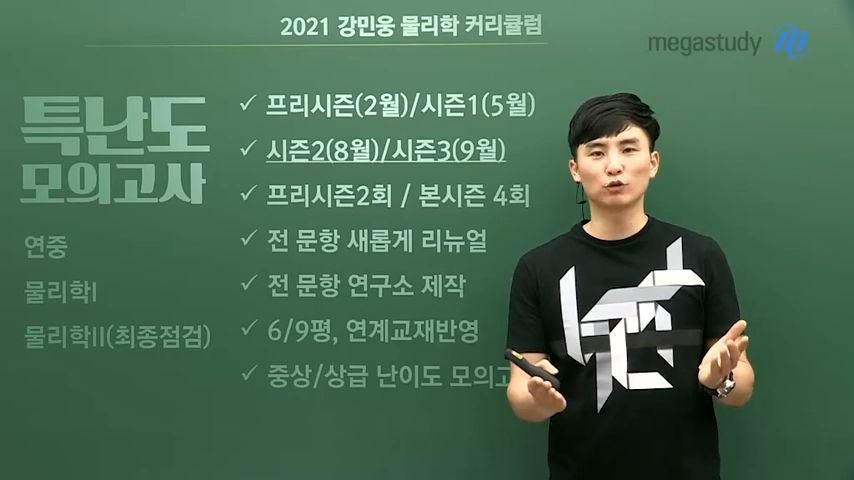 2021 강민웅 물리학 커리큘럼
megastudy
특난도
모의고사
연중
물리학I
물리학II(최종점검)
✓ 프리시즌(2월)/시즌1(5월)
✓ 시즌2(8월)/시즌3(9월)
✓ 프리시즌2회 / 본시즌 4회
✓ 전 문항 새롭게 리뉴얼
✓ 전 문항 연구소 제작
✓ 6/9평, 연계교재반영
✓ 중상/상급 난이도 모의고